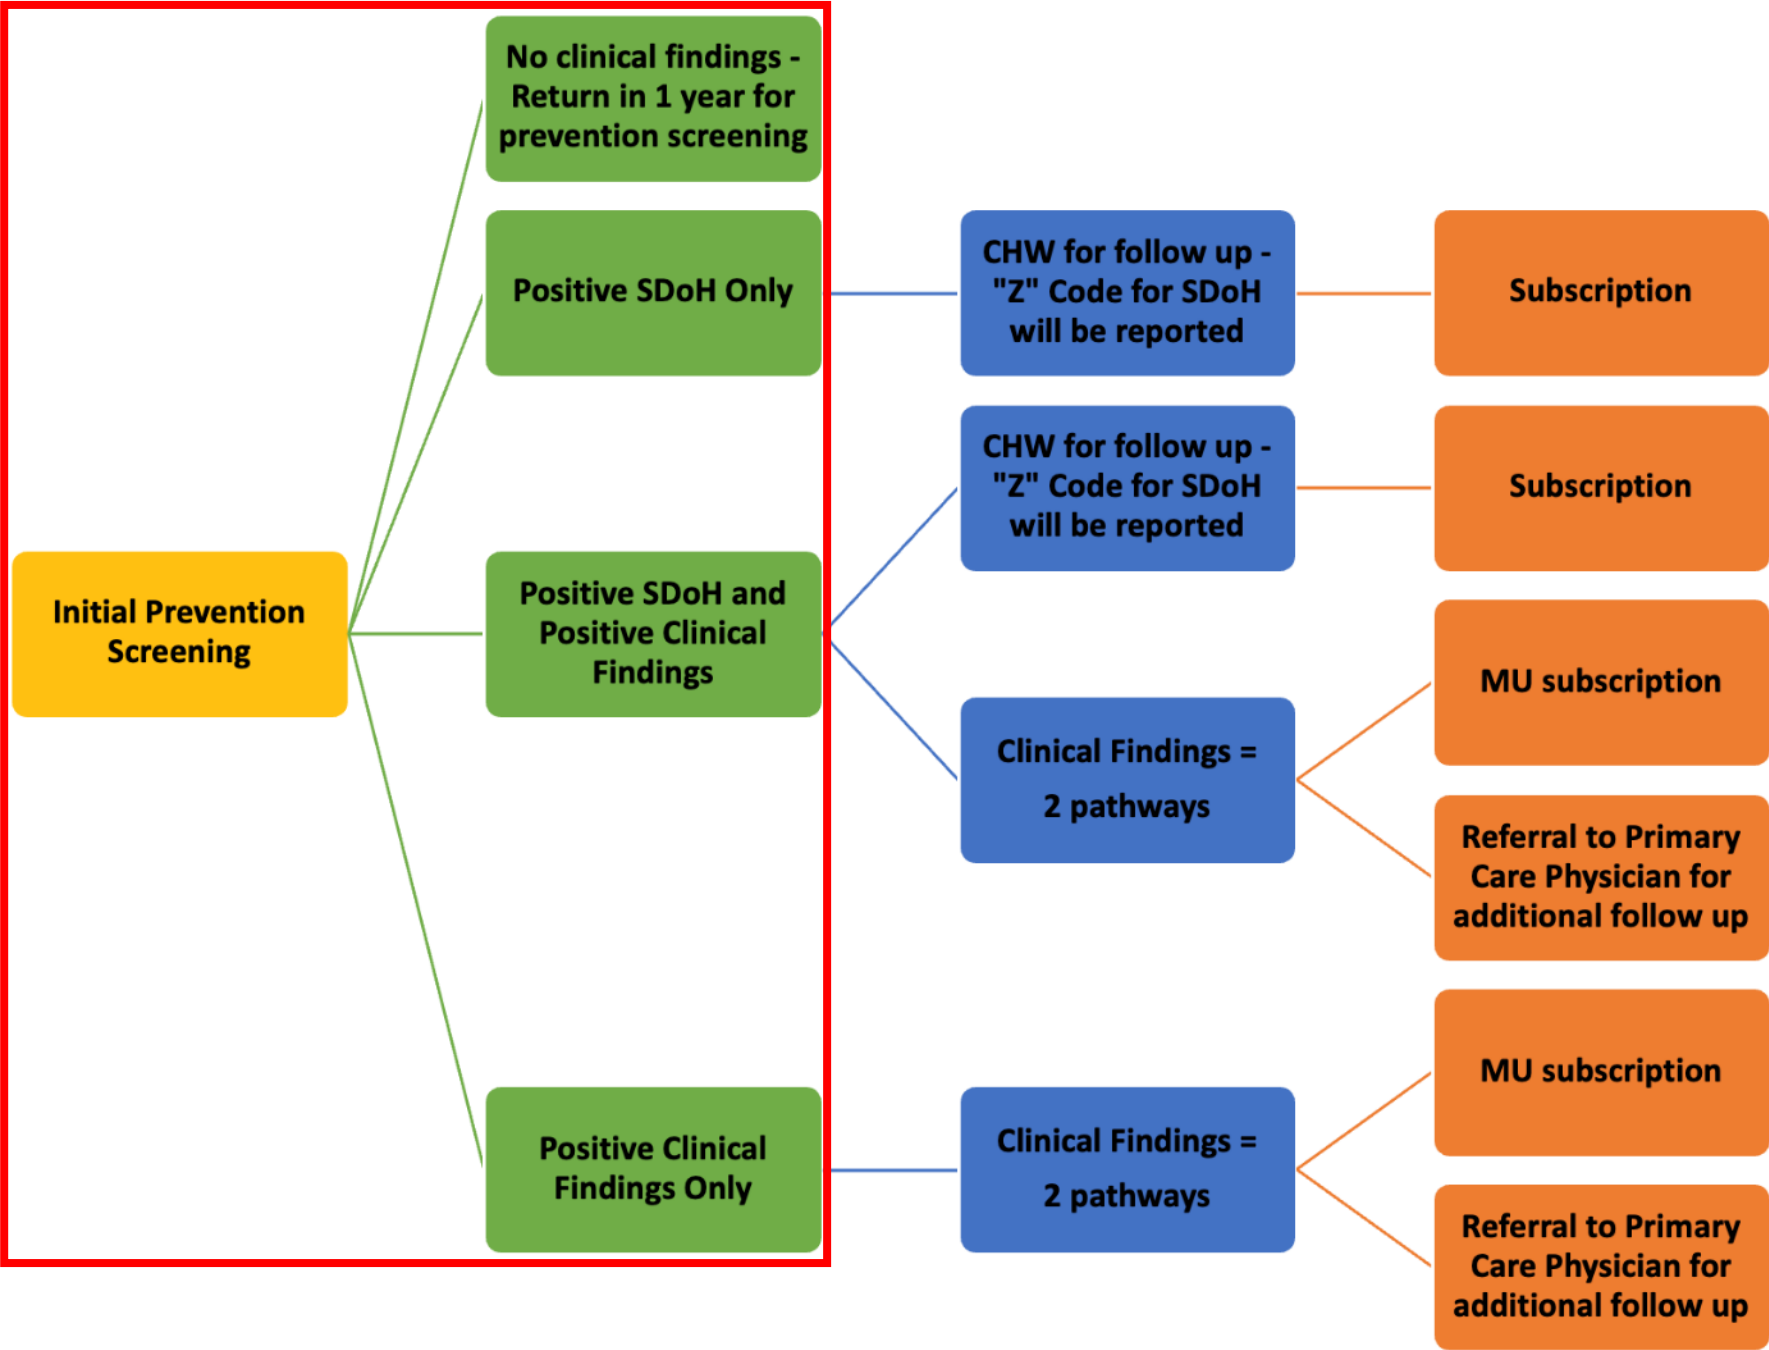 No clinical findings -
Return in 1 year for
prevention screening
Positive SDoH Only
CHW for follow up -
"Z" Code for SDoH
will be reported
Subscription
CHW for follow up -
"Z" Code for SDoH
will be reported
Subscription
Initial Prevention
Screening
Positive SDoH and
Positive Clinical
Findings
MU subscription
Clinical Findings =
2 pathways
Referral to Primary
Care Physician for
additional follow up
MU subscription
Positive Clinical
Findings Only
Clinical Findings =
2 pathways
Referral to Primary
Care Physician for
additional follow up